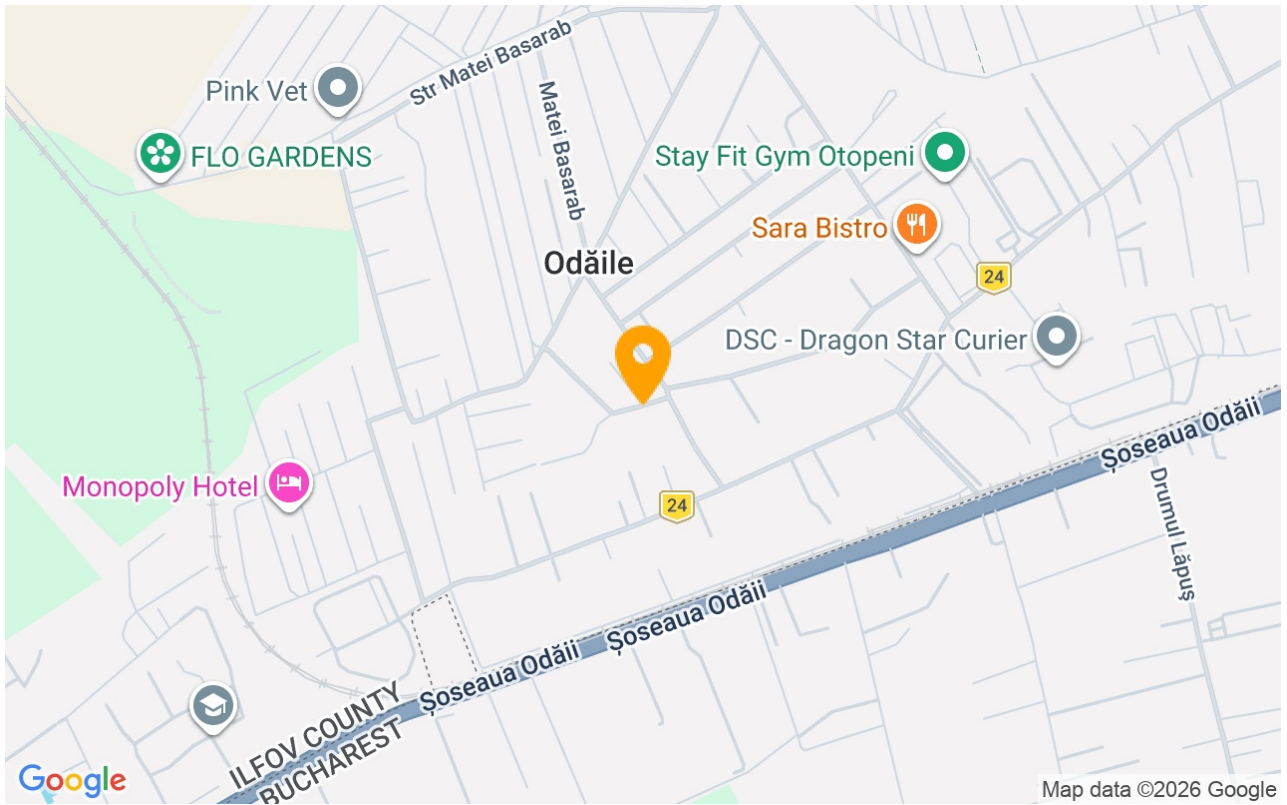 Str Matei Basarab
Pink Vet
Matei Basarab
FLO GARDENS
Stay Fit Gym Otopeni
Sara Bistro
Odăile
24
DSC - Dragon Star Curier
Șoseaua Odăii
Monopoly Hotel
24
Drumul Lăpuș
Șoseaua Odăii
Șoseaua Odăii
ILFOV COUNTY
BUCHAREST
Google
Map data ©2026 Google